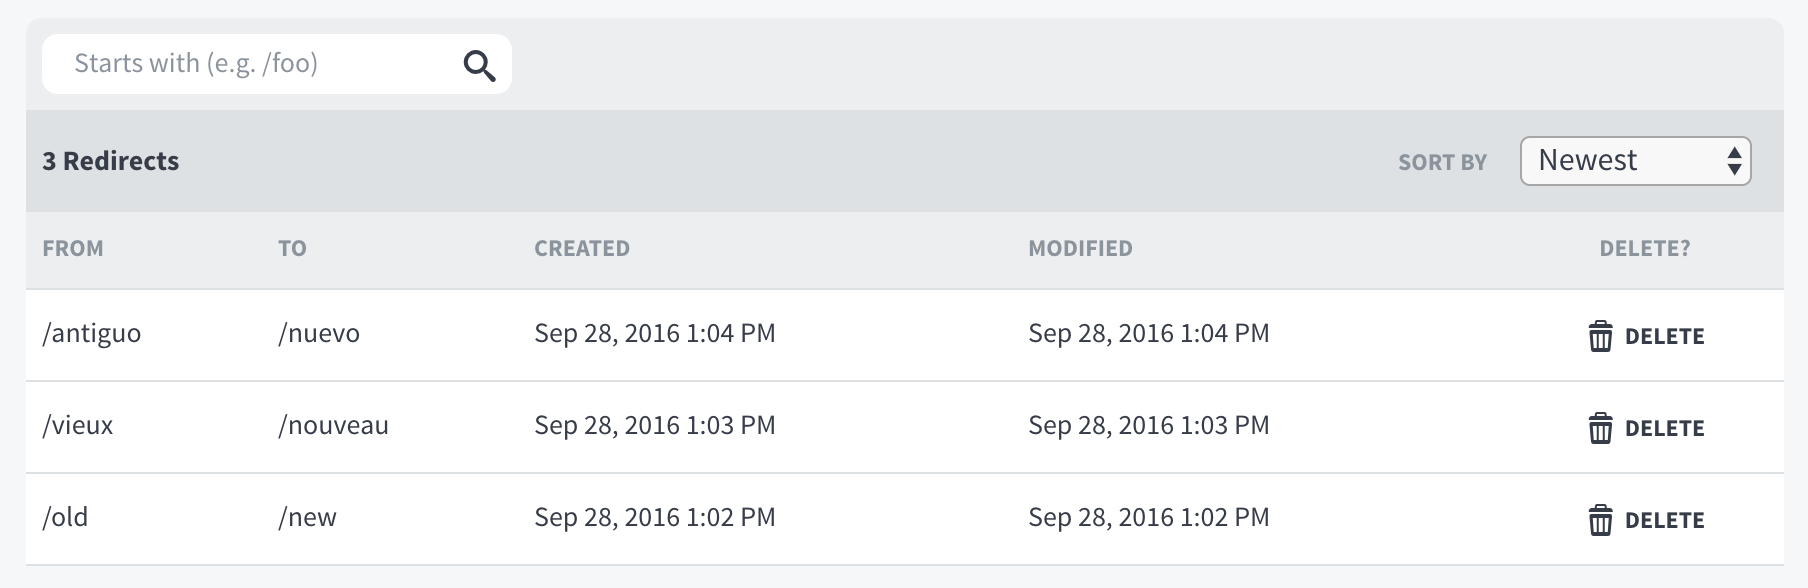 Starts with (e.g. /foo)
3 Redirects SORT BY Newest
FROM TO CREATED MODIFIED DELETE?
/antiguo /nuevo Sep 28, 2016 1:04 PM Sep 28, 2016 1:04 PM DELETE
/vieux /nouveau Sep 28, 2016 1:03 PM Sep 28, 2016 1:03 PM DELETE
/old /new Sep 28, 2016 1:02 PM Sep 28, 2016 1:02 PM DELETE